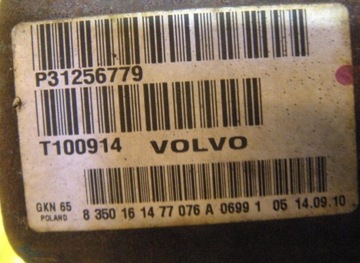 P31256779
T100914 VOLVO
GKN 65
POLAND
8 350 16 14 77 076 A 0699 1 05 14.09.10